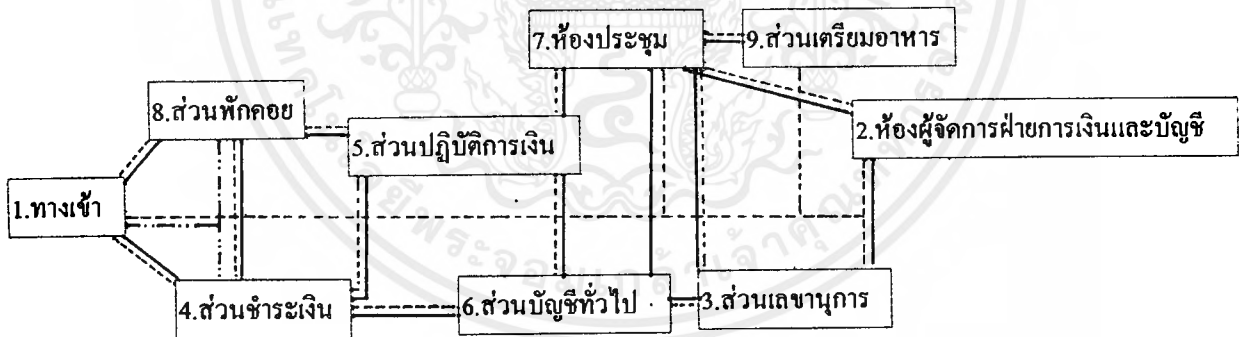 7.ห้องประชุม
9.ส่วนเตรียมอาหาร
8.ส่วนพักคอย
2.ห้องผู้จัดการฝ่ายการเงินและบัญชี
5.ส่วนปฏิบัติการเงิน
1.ทางเข้า
4.ส่วนชำระเงิน
6.ส่วนบัญชีทั่วไป
3.ส่วนเลขานุการ